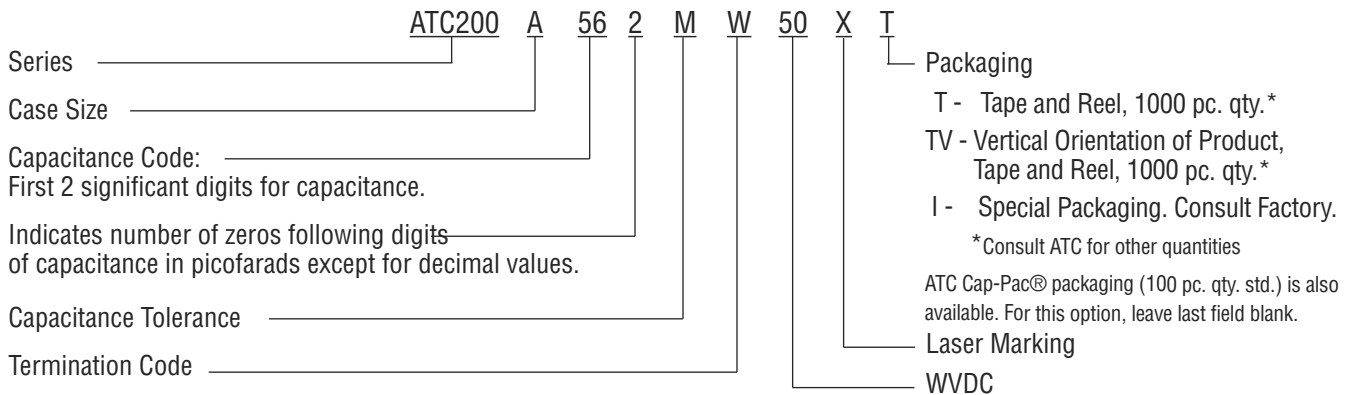 ATC200 A 56 2 M W 50 X T
Series
Case Size
Capacitance Code:
First 2 significant digits for capacitance.
Indicates number of zeros following digits
of capacitance in picofarads except for decimal values.
Capacitance Tolerance
Termination Code
Packaging
T - Tape and Reel, 1000 pc. qty.*
TV - Vertical Orientation of Product,
Tape and Reel, 1000 pc. qty.*
I - Special Packaging. Consult Factory.
*Consult ATC for other quantities
ATC Cap-Pac® packaging (100 pc. qty. std.) is also
available. For this option, leave last field blank.
Laser Marking
WVDC